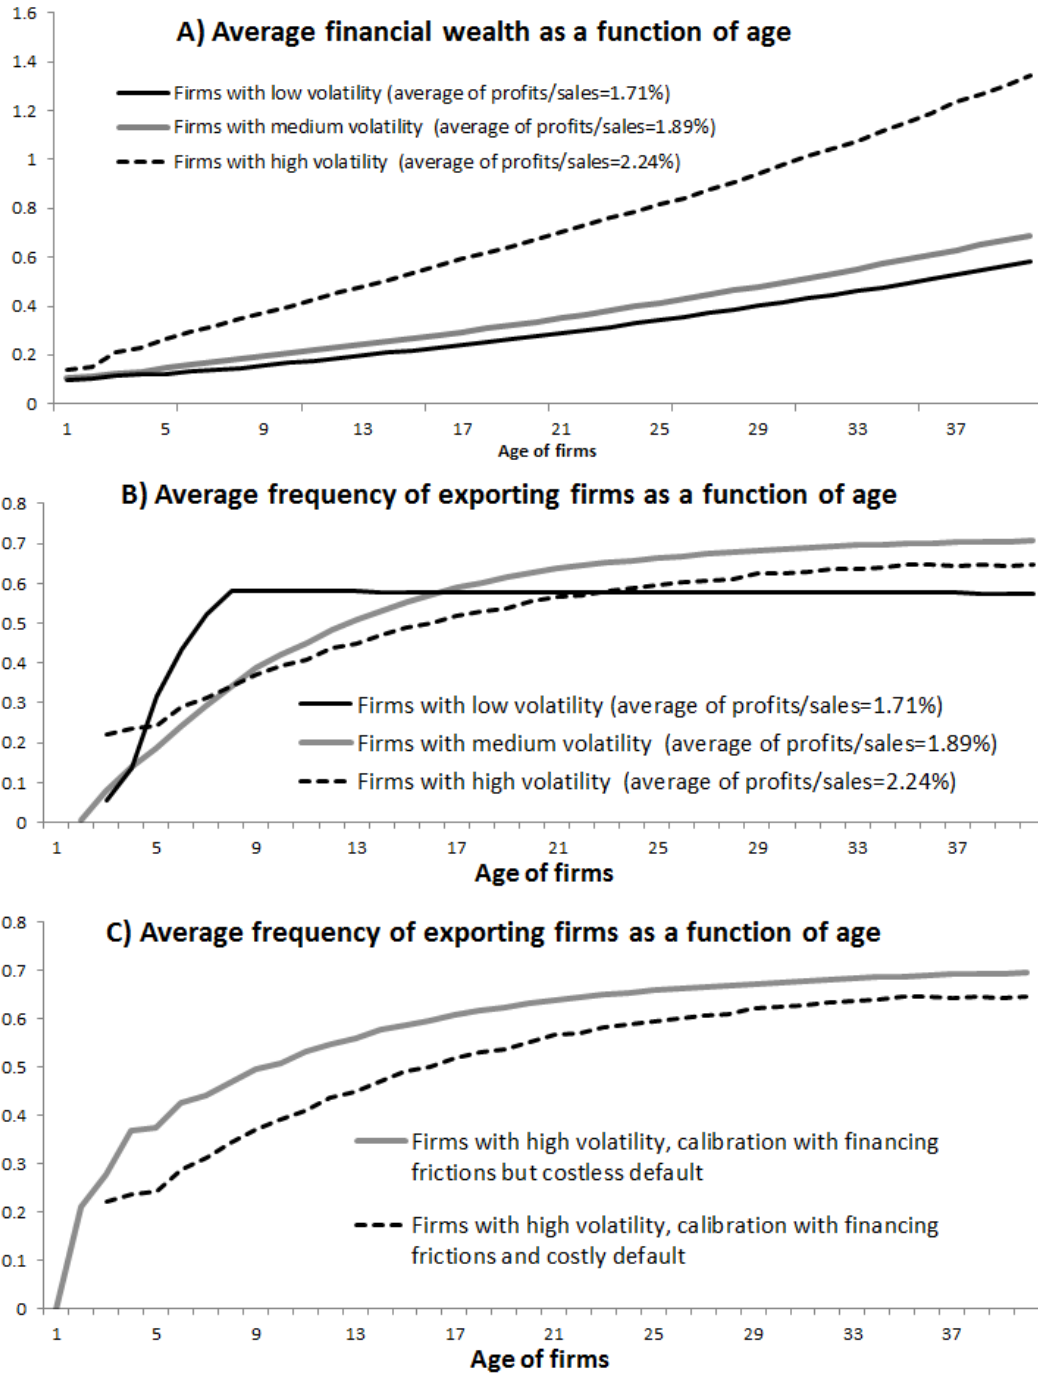 A) Average financial wealth as a function of age
1.6
1.4
1.2
1
0.8
0.6
0.4
0.2
0
Firms with low volatility (average of profits/sales=1.71%)
Firms with medium volatility (average of profits/sales=1.89%)
Firms with high volatility (average of profits/sales=2.24%)
1 5 9 13 17 21 25 29 33 37
Age of firms
B) Average frequency of exporting firms as a function of age
0.8
0.7
0.6
0.5
0.4
0.3
0.2
0.1
0
Firms with low volatility (average of profits/sales=1.71%)
Firms with medium volatility (average of profits/sales=1.89%)
Firms with high volatility (average of profits/sales=2.24%)
1 5 9 13 17 21 25 29 33 37
Age of firms
C) Average frequency of exporting firms as a function of age
0.8
0.7
0.6
0.5
0.4
0.3
0.2
0.1
0
Firms with high volatility, calibration with financing
frictions but costless default
Firms with high volatility, calibration with financing
frictions and costly default
1 5 9 13 17 21 25 29 33 37
Age of firms